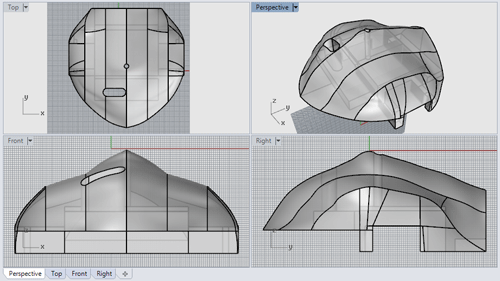 Top
Perspective
y
x
z
y
x
Front
Right
z
x
z
y
Perspective Top Front Right